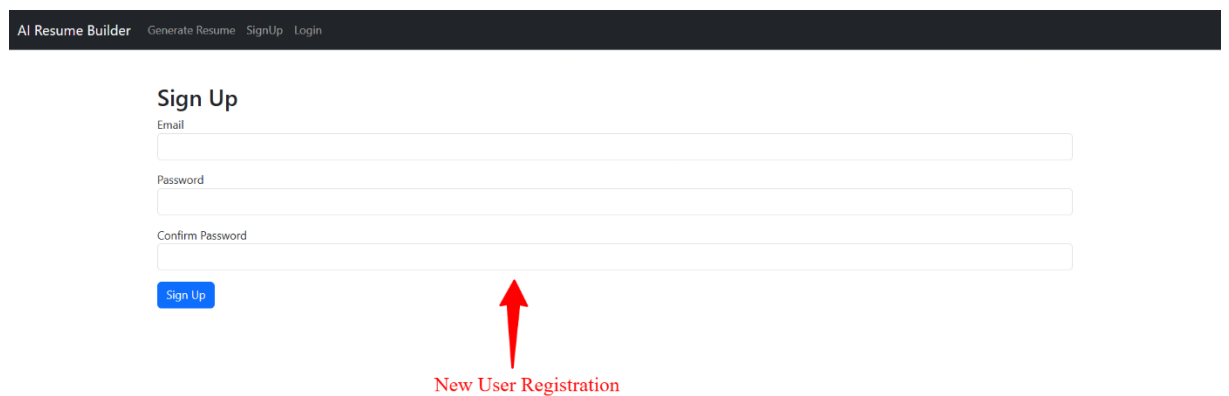 AI Resume Builder Generate Resume SignUp Login
Sign Up
Email
Password
Confirm Password
Sign Up
New User Registration